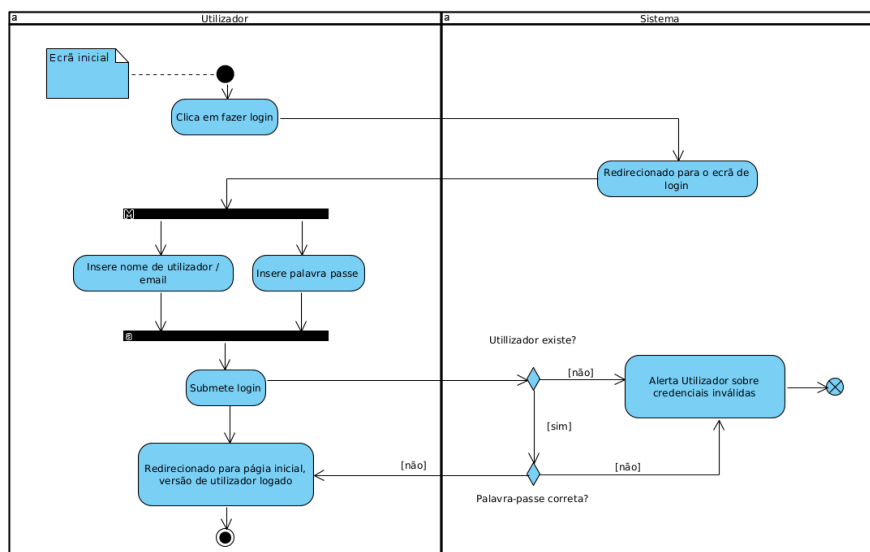 a
Utilizador
a
Sistema
Ecrã inicial
Clica em fazer login
Redirecionado para o ecrã de
login
Insere nome de utilizador /
email
Insere palavra passe
Utillizador existe?
Submete login
[não]
Alerta Utilizador sobre
credenciais inválidas
[sim]
Redirecionado para págia inicial,
versão de utilizador logado
[não]
[não]
Palavra-passe correta?